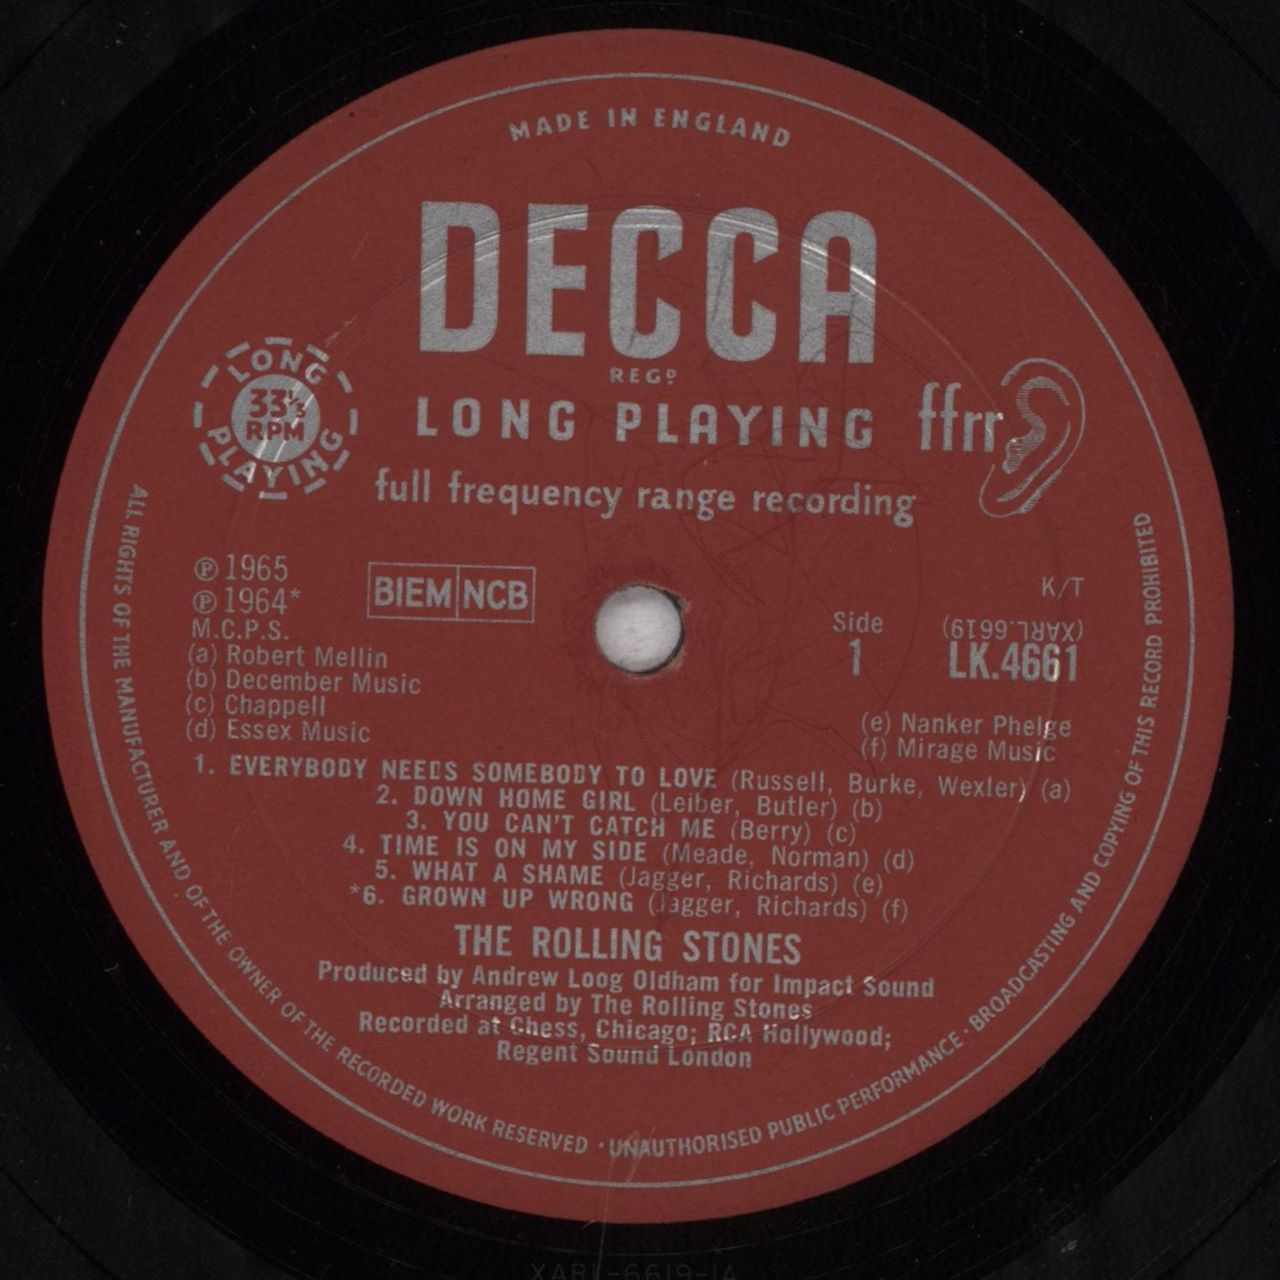 MADE IN ENGLAND
DECCA
REGD
LONG PLAYING
ffrr
LONG PLAYING
33⅓
RPM
full frequency range recording
℗ 1965
℗ 1964*
BIEM NCB
M.C.P.S.
(a) Robert Mellin
(b) December Music
(c) Chappell
(d) Essex Music
K/T
Side
1
(XARL.6619)
LK.4661
(e) Nanker Phelge
(f) Mirage Music
1. EVERYBODY NEEDS SOMEBODY TO LOVE (Russell, Burke, Wexler) (a)
2. DOWN HOME GIRL (Leiber, Butler) (b)
3. YOU CAN'T CATCH ME (Berry) (c)
4. TIME IS ON MY SIDE (Meade, Norman) (d)
5. WHAT A SHAME (Jagger, Richards) (e)
*6. GROWN UP WRONG (Jagger, Richards) (f)
THE ROLLING STONES
Produced by Andrew Loog Oldham for Impact Sound
Arranged by The Rolling Stones
Recorded at Chess, Chicago; RCA Hollywood;
Regent Sound London
ALL RIGHTS OF THE MANUFACTURER AND OF THE OWNER OF THE RECORDED WORK RESERVED · UNAUTHORISED PUBLIC PERFORMANCE · BROADCASTING AND COPYING OF THIS RECORD PROHIBITED
XARL-6619-1A